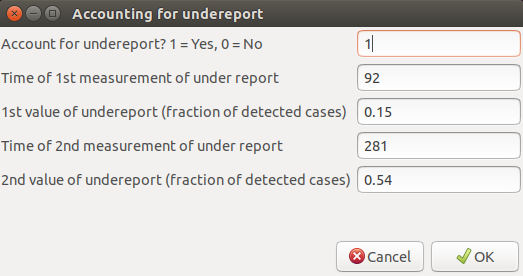 Accounting for undereport
Account for undereport? 1 = Yes, 0 = No 1
Time of 1st measurement of under report 92
1st value of undereport (fraction of detected cases) 0.15
Time of 2nd measurement of under report 281
2nd value of undereport (fraction of detected cases) 0.54
Cancel OK